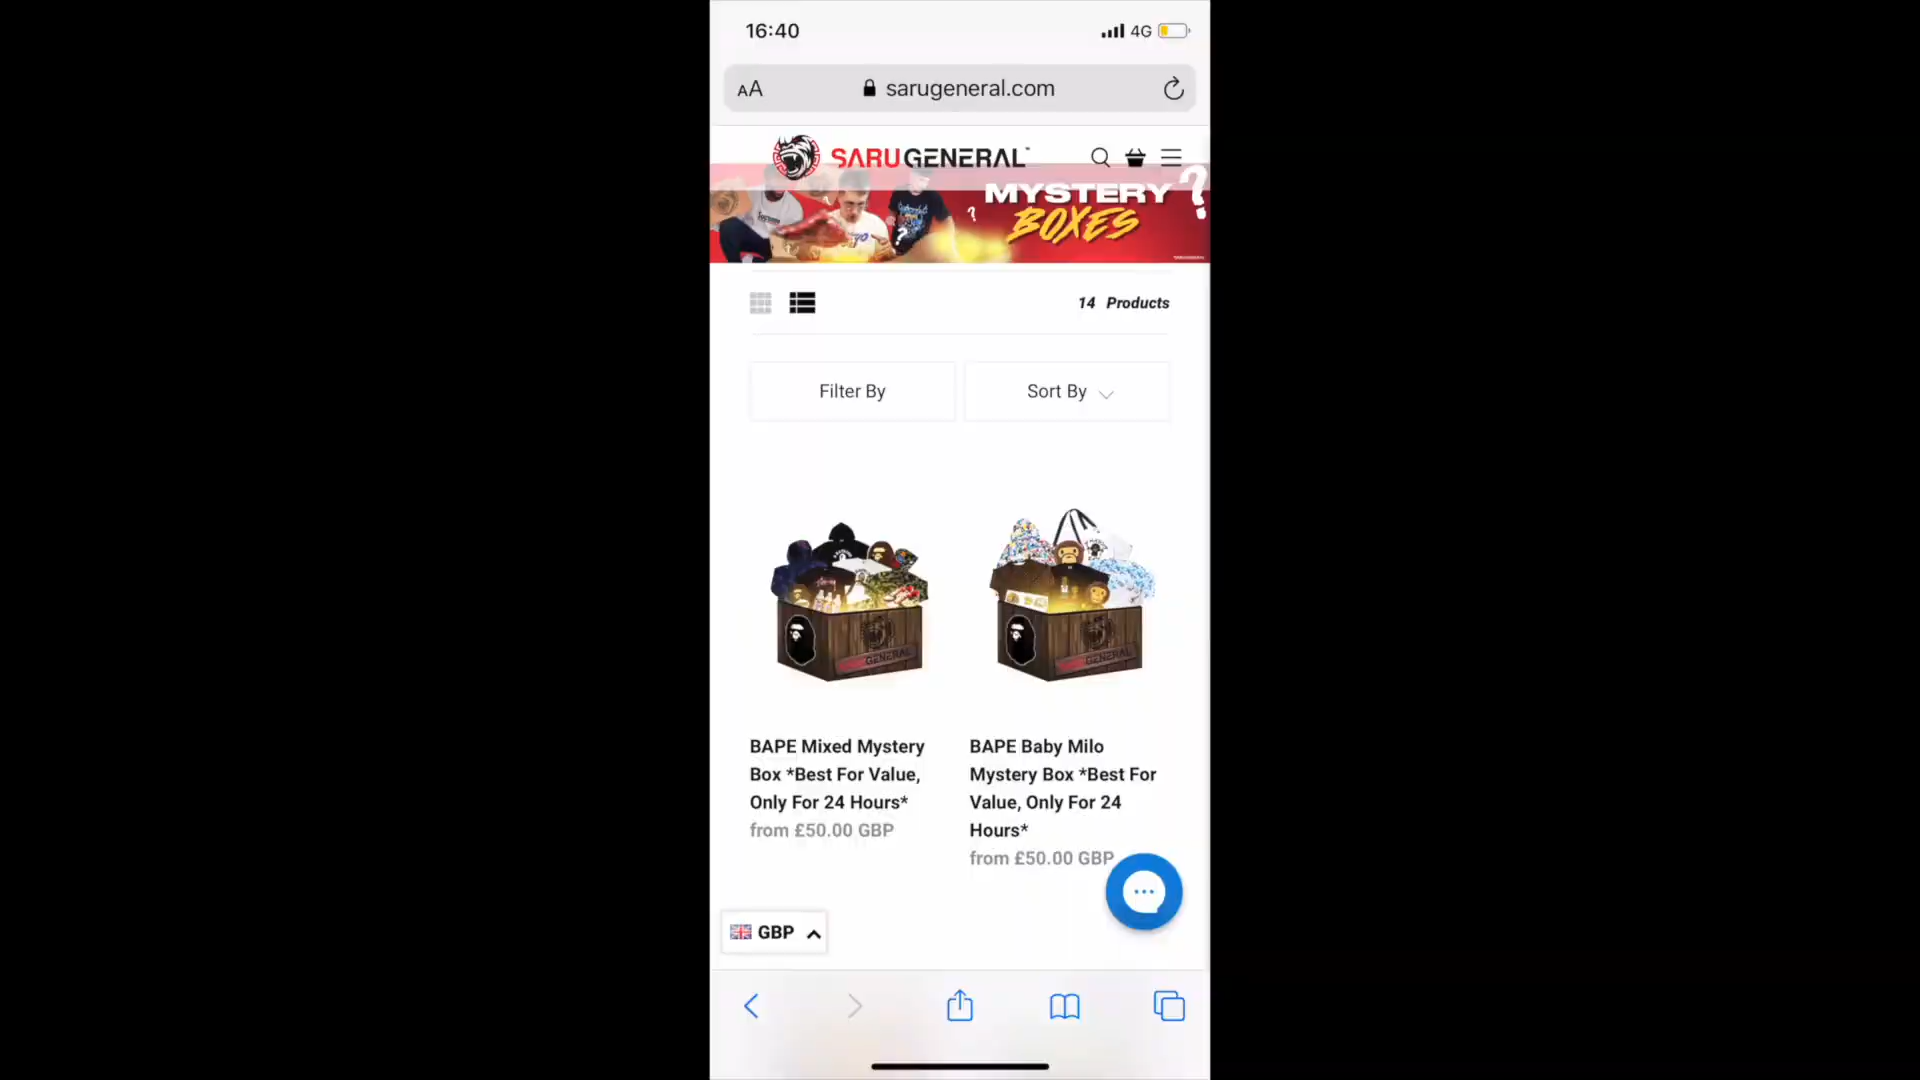 16:40
4G
AA
sarugeneral.com
SARUGENERAL
MYSTERY ?
BOXES
14 Products
Filter By
Sort By
GENERAL
GENERAL
BAPE Mixed Mystery
Box *Best For Value,
Only For 24 Hours*
from £50.00 GBP
BAPE Baby Milo
Mystery Box *Best For
Value, Only For 24
Hours*
from £50.00 GBP
GBP